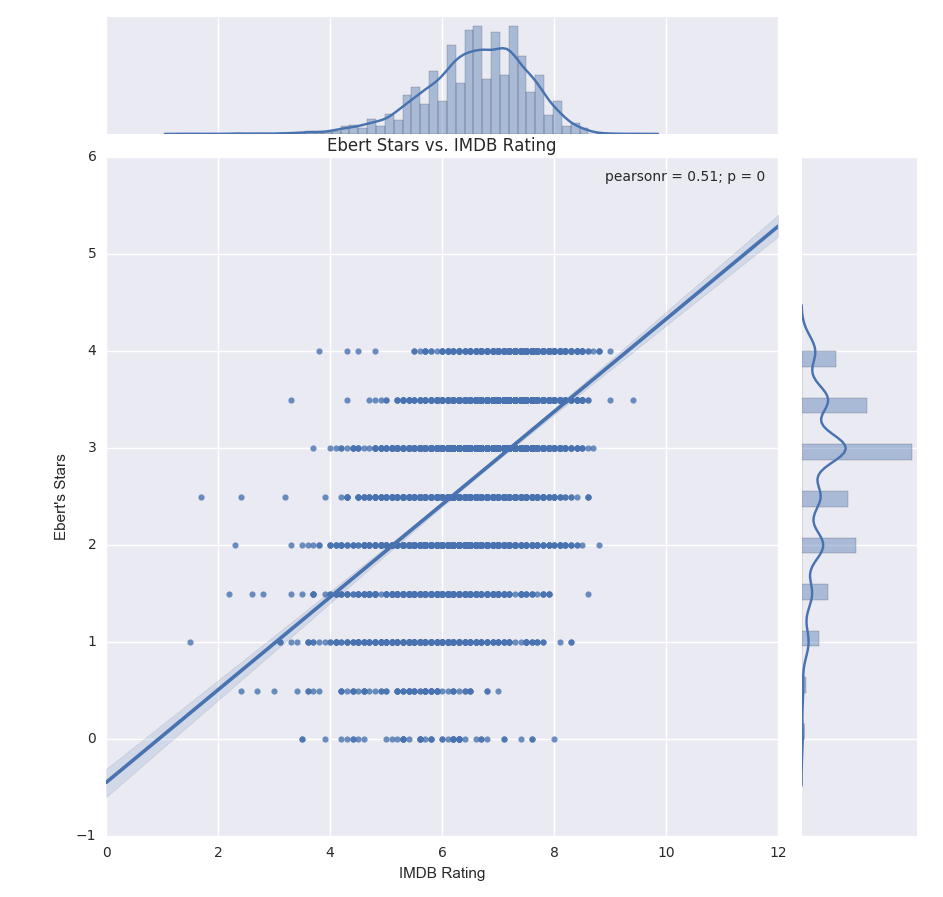 Ebert Stars vs. IMDB Rating
pearsonr = 0.51; p = 0
6
5
4
3
2
1
0
−1
Ebert's Stars
0 2 4 6 8 10 12
IMDB Rating